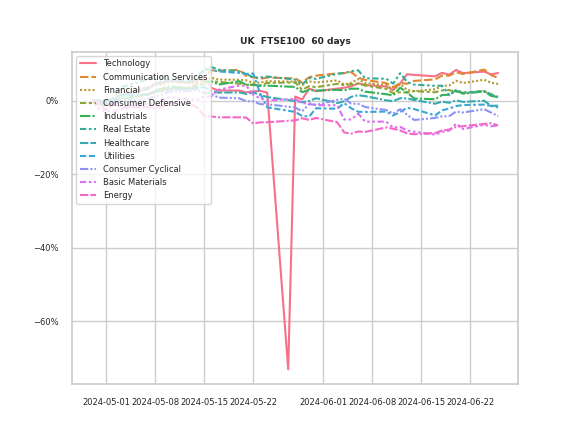 UK  FTSE100  60 days
Technology
Communication Services
Financial
Consumer Defensive
Industrials
Real Estate
Healthcare
Utilities
Consumer Cyclical
Basic Materials
Energy
0%
−20%
−40%
−60%
2024-05-01 2024-05-08 2024-05-15 2024-05-22 2024-06-01 2024-06-08 2024-06-15 2024-06-22